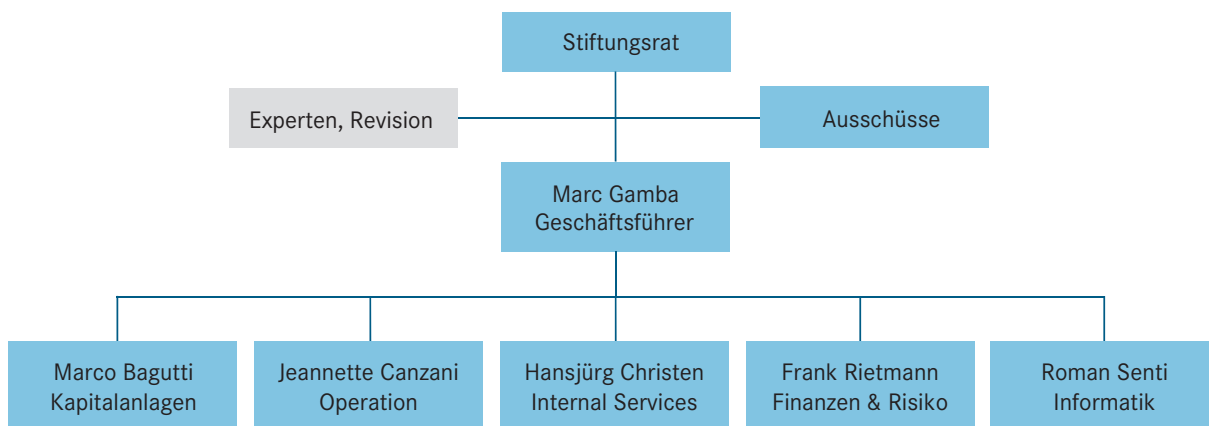 Stiftungsrat
Experten, Revision
Ausschüsse
Marc Gamba
Geschäftsführer
Marco Bagutti
Kapitalanlagen
Jeannette Canzani
Operation
Hansjürg Christen
Internal Services
Frank Rietmann
Finanzen & Risiko
Roman Senti
Informatik